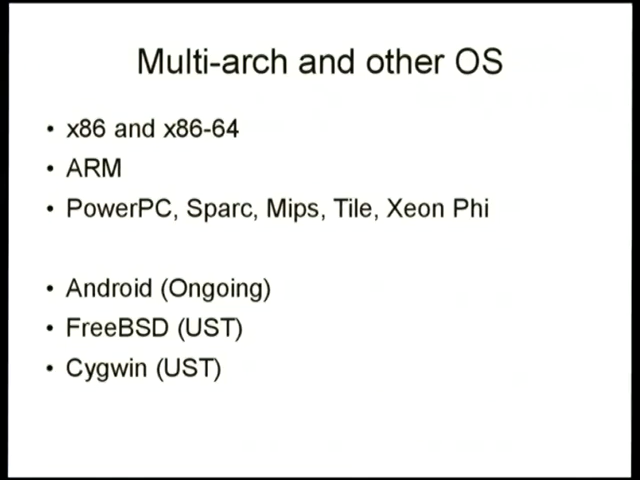 Multi-arch and other OS
• x86 and x86-64
• ARM
• PowerPC, Sparc, Mips, Tile, Xeon Phi
• Android (Ongoing)
• FreeBSD (UST)
• Cygwin (UST)